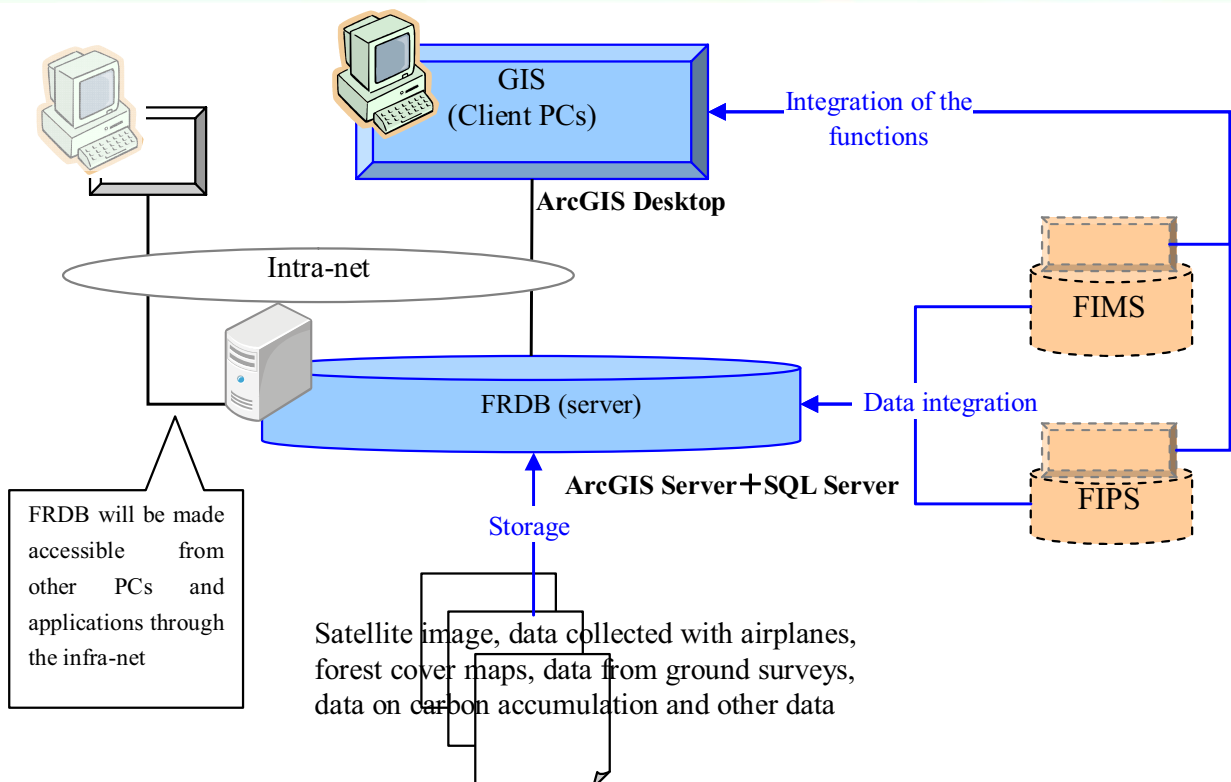 GIS
(Client PCs)
Integration of the
functions
ArcGIS Desktop
Intra-net
FIMS
FRDB (server)
Data integration
ArcGIS Server+SQL Server
FIPS
FRDB will be made
accessible from
other PCs and
applications through
the infra-net
Storage
Satellite image, data collected with airplanes,
forest cover maps, data from ground surveys,
data on carbon accumulation and other data